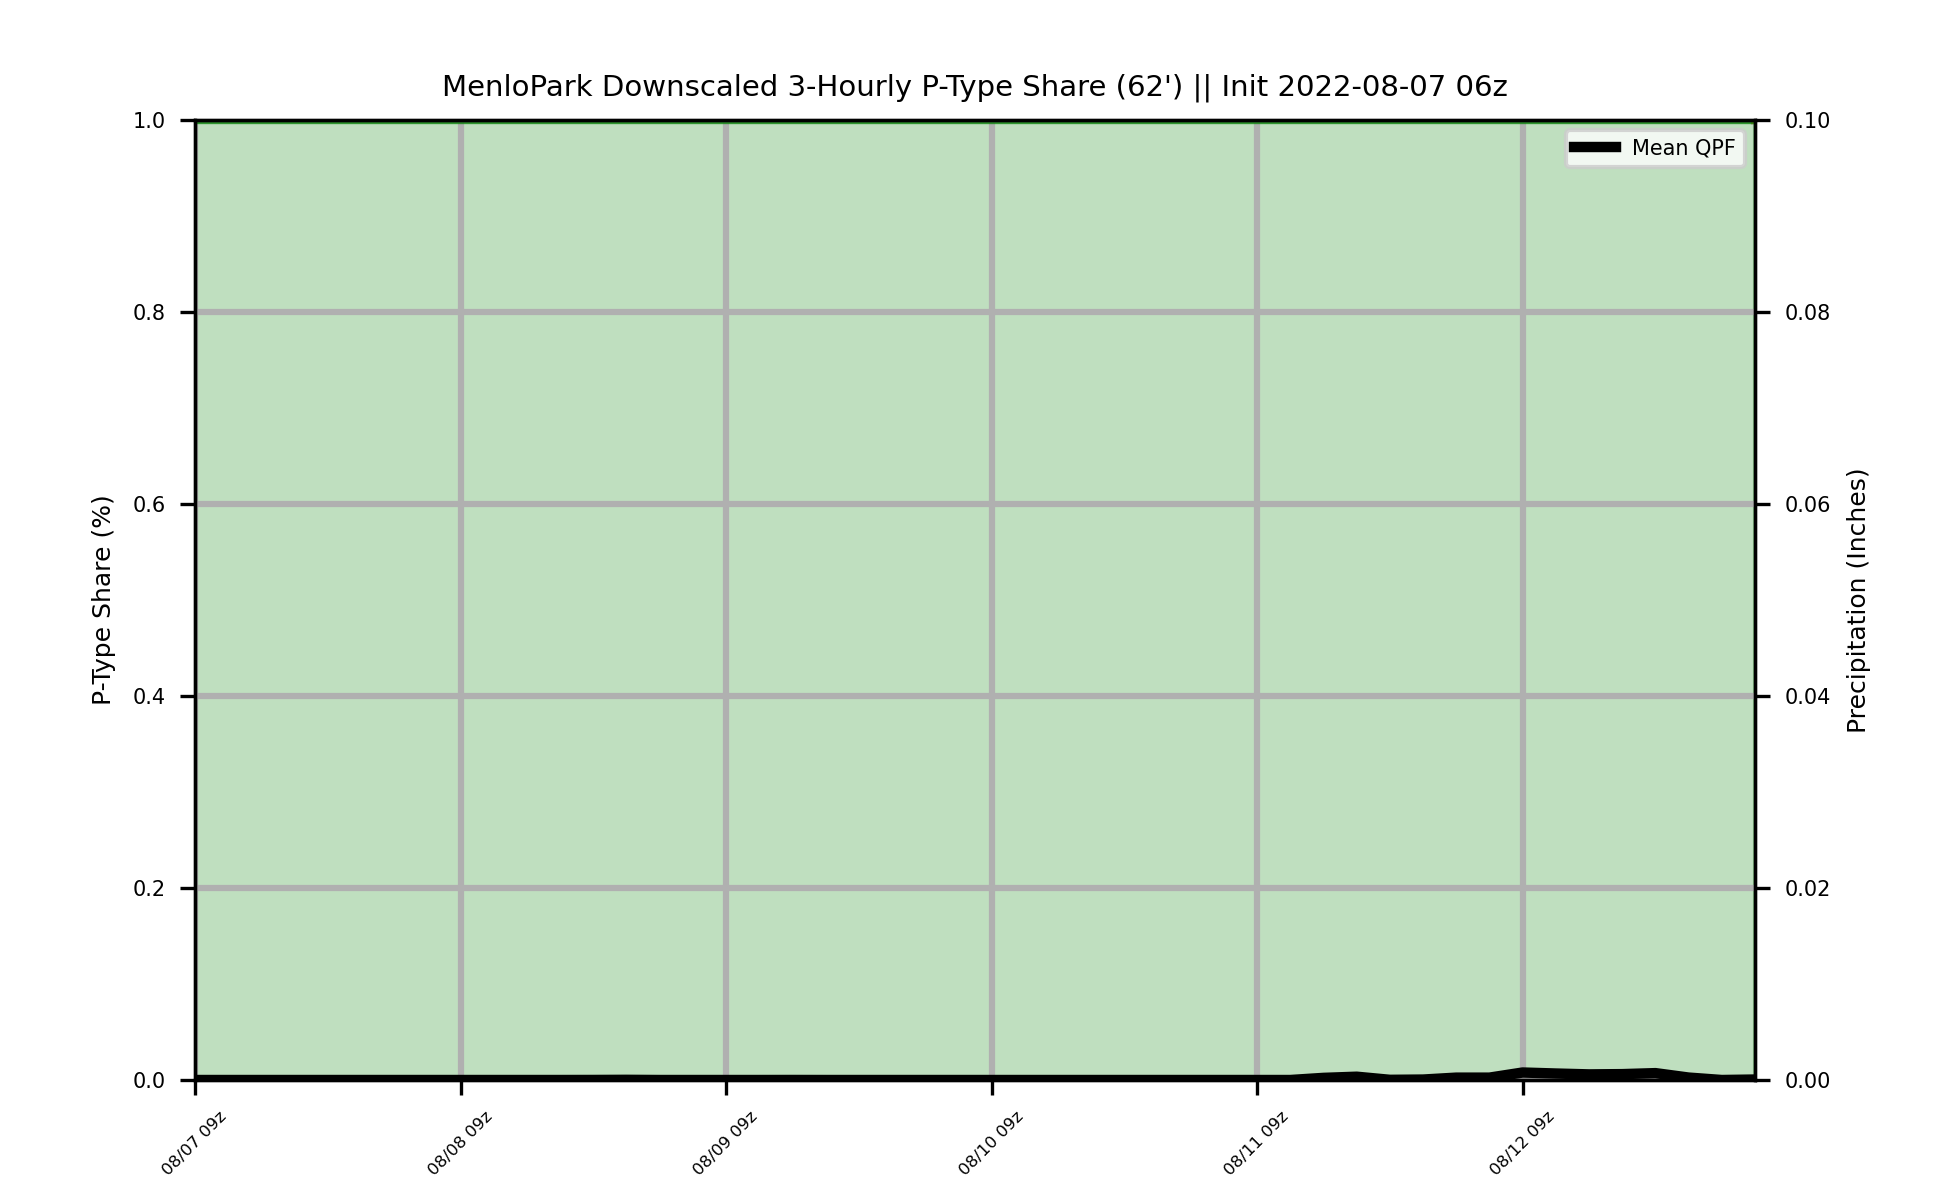 MenloPark Downscaled 3-Hourly P-Type Share (62') || Init 2022-08-07 06z
Mean QPF
P-Type Share (%)
1.0
0.8
0.6
0.4
0.2
0.0
0.10
0.08
0.06
0.04
0.02
0.00
Precipitation (Inches)
08/07 09z
08/08 09z
08/09 09z
08/10 09z
08/11 09z
08/12 09z